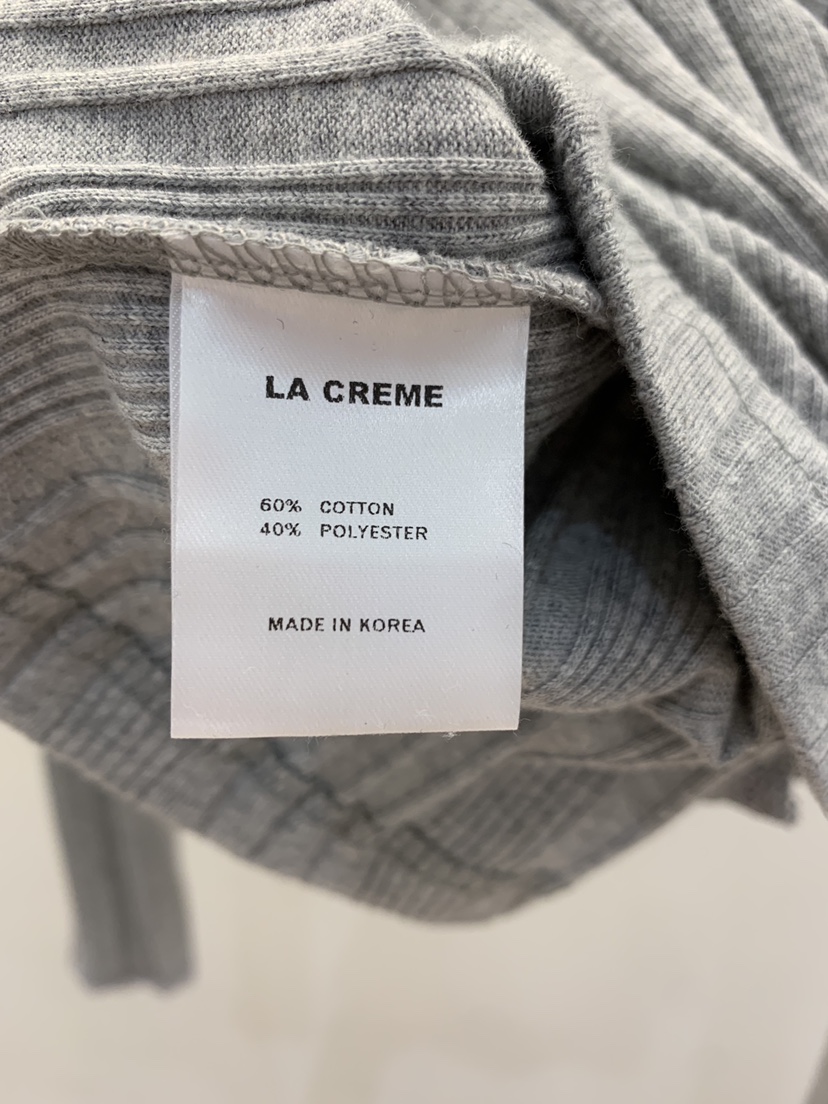 LA CREME
60% COTTON
40% POLYESTER
MADE IN KOREA